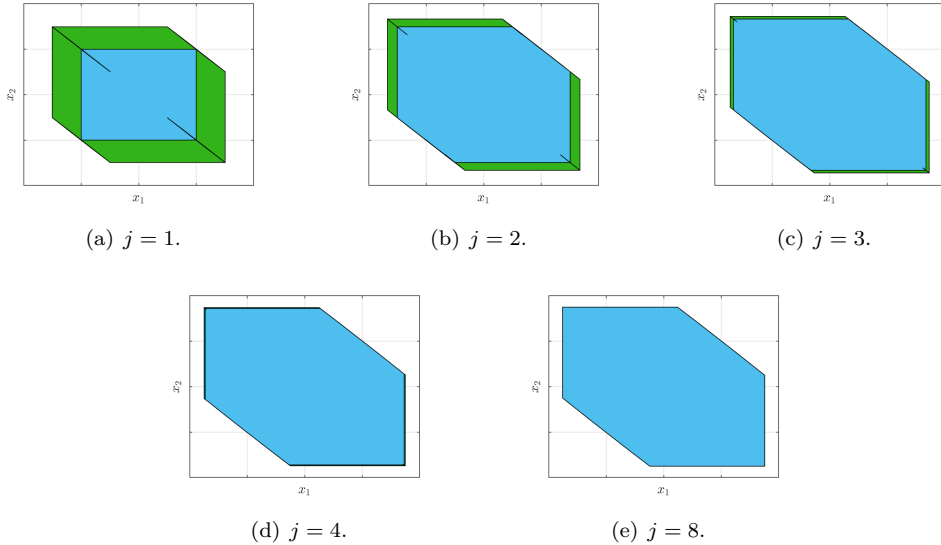 x₂
x₁
(a) j = 1.
x₂
x₁
(b) j = 2.
x₂
x₁
(c) j = 3.
x₂
x₁
(d) j = 4.
x₂
x₁
(e) j = 8.